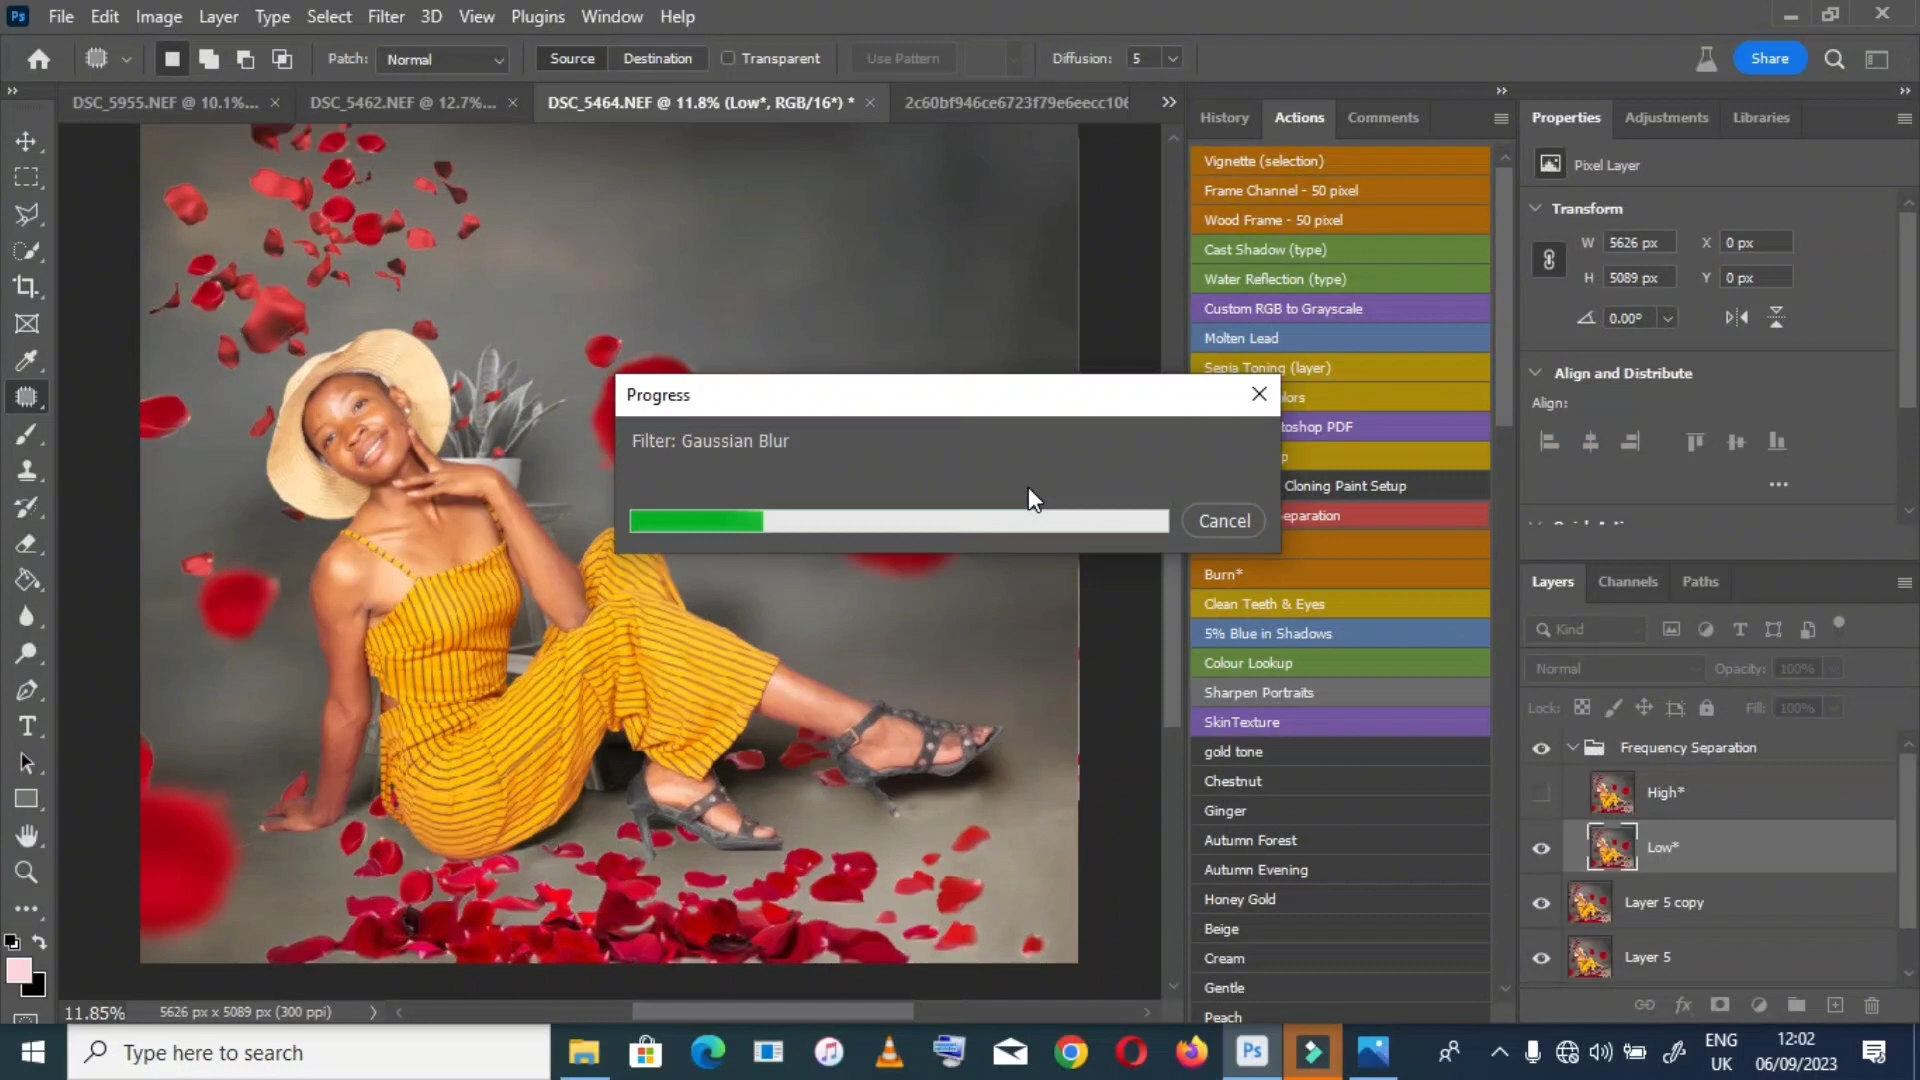 Ps File Edit Image Layer Type Select Filter 3D View Plugins Window Help
Patch: Normal Source Destination Transparent Use Pattern Diffusion: 5 Share
DSC_5955.NEF @ 10.1%... DSC_5462.NEF @ 12.7%... DSC_5464.NEF @ 11.8% (Low*, RGB/16*) * 2c60bf946ce6723f79e6eecc106
History Actions Comments
Vignette (selection)
Frame Channel - 50 pixel
Wood Frame - 50 pixel
Cast Shadow (type)
Water Reflection (type)
Custom RGB to Grayscale
Molten Lead
Sepia Toning (layer)
lors
toshop PDF
p
Cloning Paint Setup
eparation
Burn*
Clean Teeth & Eyes
5% Blue in Shadows
Colour Lookup
Sharpen Portraits
SkinTexture
gold tone
Chestnut
Ginger
Autumn Forest
Autumn Evening
Honey Gold
Beige
Cream
Gentle
Peach
Progress
Filter: Gaussian Blur
Cancel
Properties Adjustments Libraries
Pixel Layer
Transform
W 5626 px X 0 px
H 5089 px Y 0 px
0.00°
Align and Distribute
Align:
Layers Channels Paths
Kind
Normal Opacity: 100%
Lock: Fill: 100%
Frequency Separation
High*
Low*
Layer 5 copy
Layer 5
fx
11.85% 5626 px x 5089 px (300 ppi)
Type here to search
Ps
ENG
UK
12:02
06/09/2023